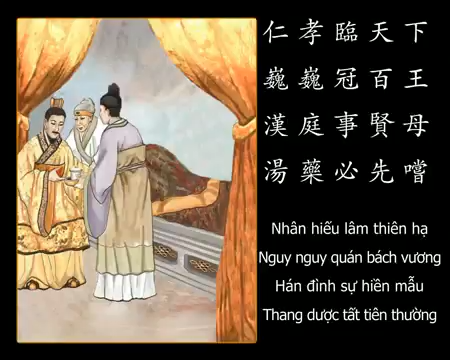 仁孝臨天下
巍巍冠百王
漢庭事賢母
湯藥必先嚐
Nhân hiếu lâm thiên hạ
Nguy nguy quán bách vương
Hán đình sự hiền mẫu
Thang dược tất tiên thường